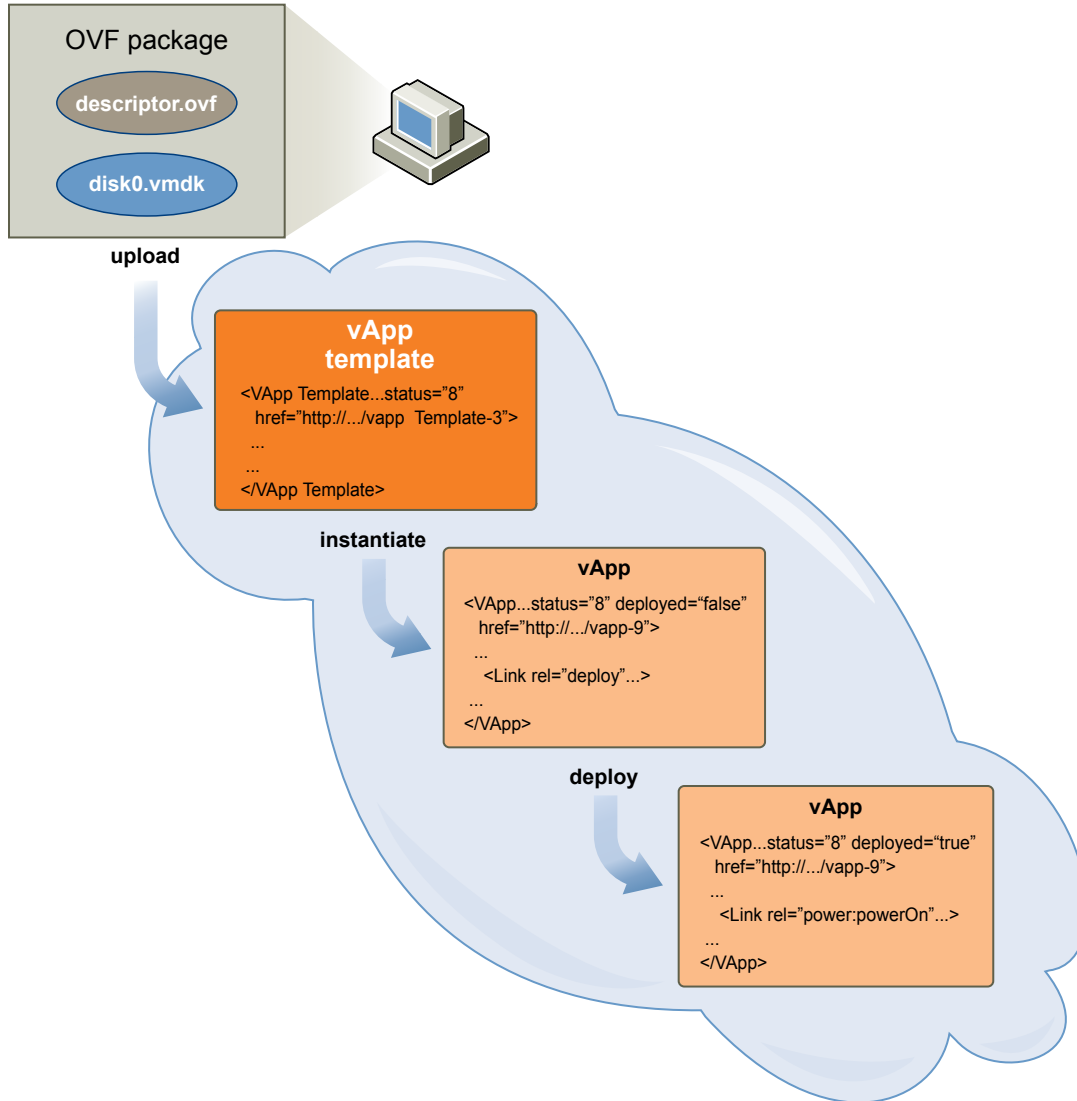 OVF package
descriptor.ovf
disk0.vmdk
upload
vApp
template
<VApp Template...status=”8”
href=”http://.../vapp  Template-3”>
...
...
</VApp Template>
instantiate
vApp
<VApp...status=”8” deployed=“false”
href=”http://.../vapp-9”>
...
<Link rel=”deploy”...>
...
</VApp>
deploy
vApp
<VApp...status=”8” deployed=“true”
href=”http://.../vapp-9”>
...
<Link rel=”power:powerOn”...>
...
</VApp>